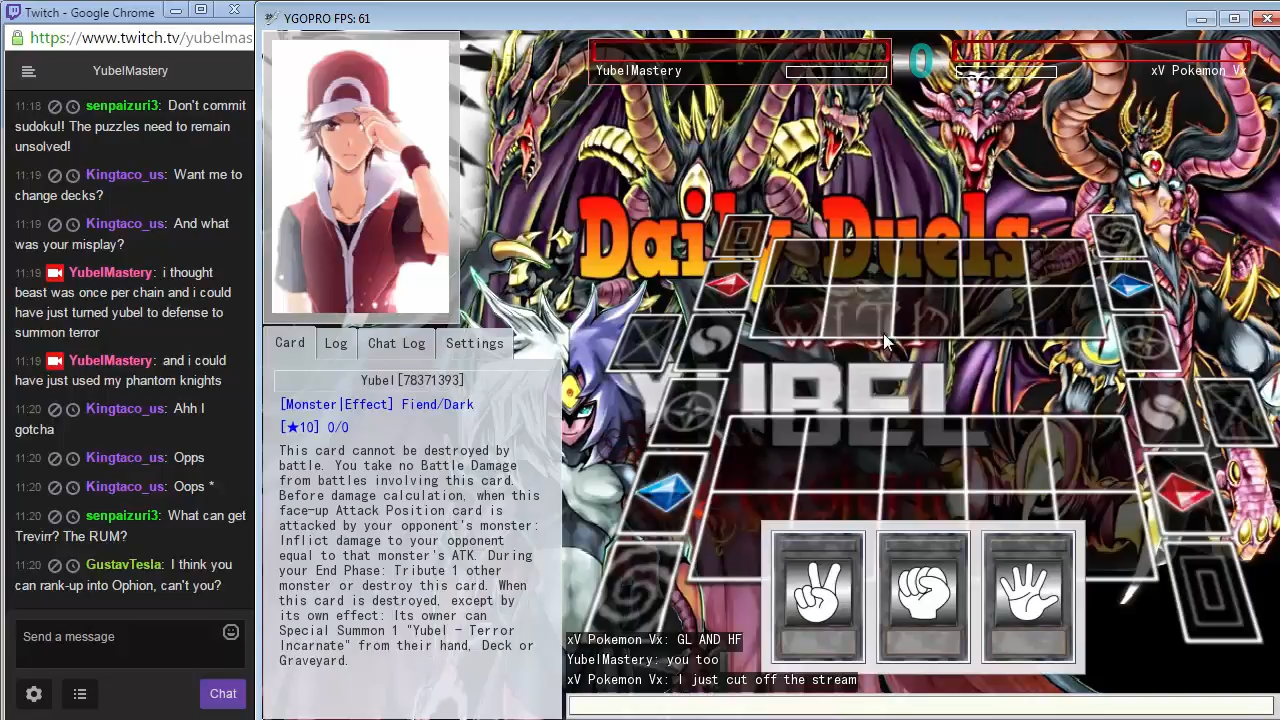 Twitch - Google Chrome
https://www.twitch.tv/yubelmas
YubelMastery
11:18 senpaizuri3: Don't commit
sudoku!! The puzzles need to remain
unsolved!
11:19 Kingtaco_us: Want me to
change decks?
11:19 Kingtaco_us: And what
was your misplay?
11:19 YubelMastery: i thought
beast was once per chain and i could
have just turned yubel to defense to
summon terror
11:19 YubelMastery: and i could
have just used my phantom knights
11:20 Kingtaco_us: Ahh I
gotcha
11:20 Kingtaco_us: Opps
11:20 Kingtaco_us: Oops *
11:20 senpaizuri3: What can get
Trevirr? The RUM?
11:20 GustavTesla: I think you
can rank-up into Ophion, can't you?
Send a message
Chat
YGOPRO FPS: 61
Card Log Chat Log Settings
Yubel[78371393]
[Monster|Effect] Fiend/Dark
[★10] 0/0
This card cannot be destroyed by
battle. You take no Battle Damage
from battles involving this card.
Before damage calculation, when this
face-up Attack Position card is
attacked by your opponent's monster:
Inflict damage to your opponent
equal to that monster's ATK. During
your End Phase: Tribute 1 other
monster or destroy this card. When
this card is destroyed, except by
its own effect: Its owner can
Special Summon 1 "Yubel - Terror
Incarnate" from their hand, Deck or
Graveyard.
YubelMastery
0
xV Pokemon Vx
Daily Duels
with
YUBEL
xV Pokemon Vx: GL AND HF
YubelMastery: you too
xV Pokemon Vx: I just cut off the stream